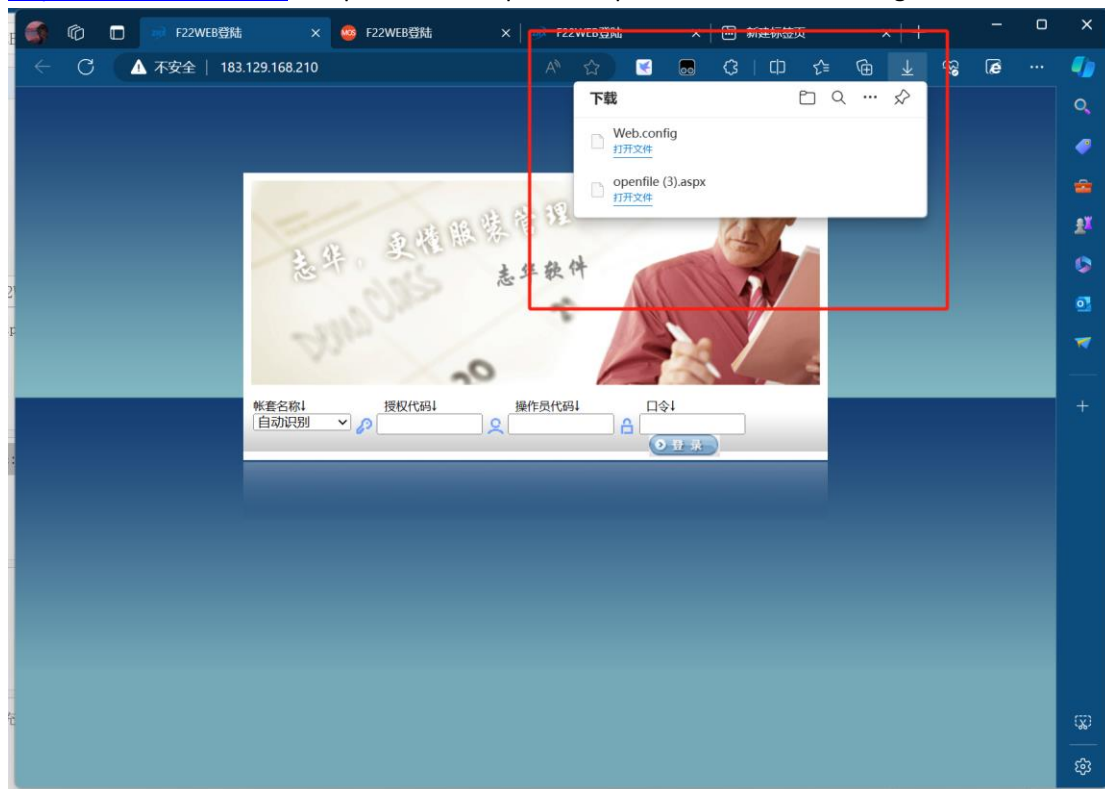 F22WEB登陆
F22WEB登陆
F22WEB登陆
新建标签页
不安全
183.129.168.210
下载
Web.config
打开文件
openfile (3).aspx
打开文件
志华，更懂服装管理
志华软件
DEMO CLASS
20
帐套名称↓ 授权代码↓ 操作员代码↓ 口令↓
自动识别
登 录